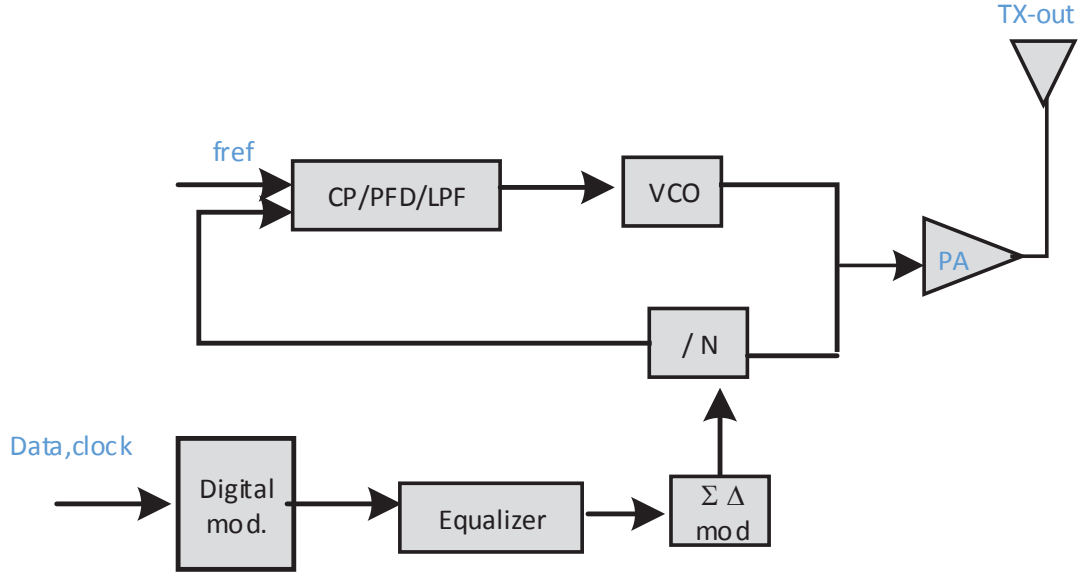 TX-out
fref
CP/PFD/LPF
VCO
PA
/ N
Data,clock
Digital
mod.
Equalizer
Σ Δ
mod